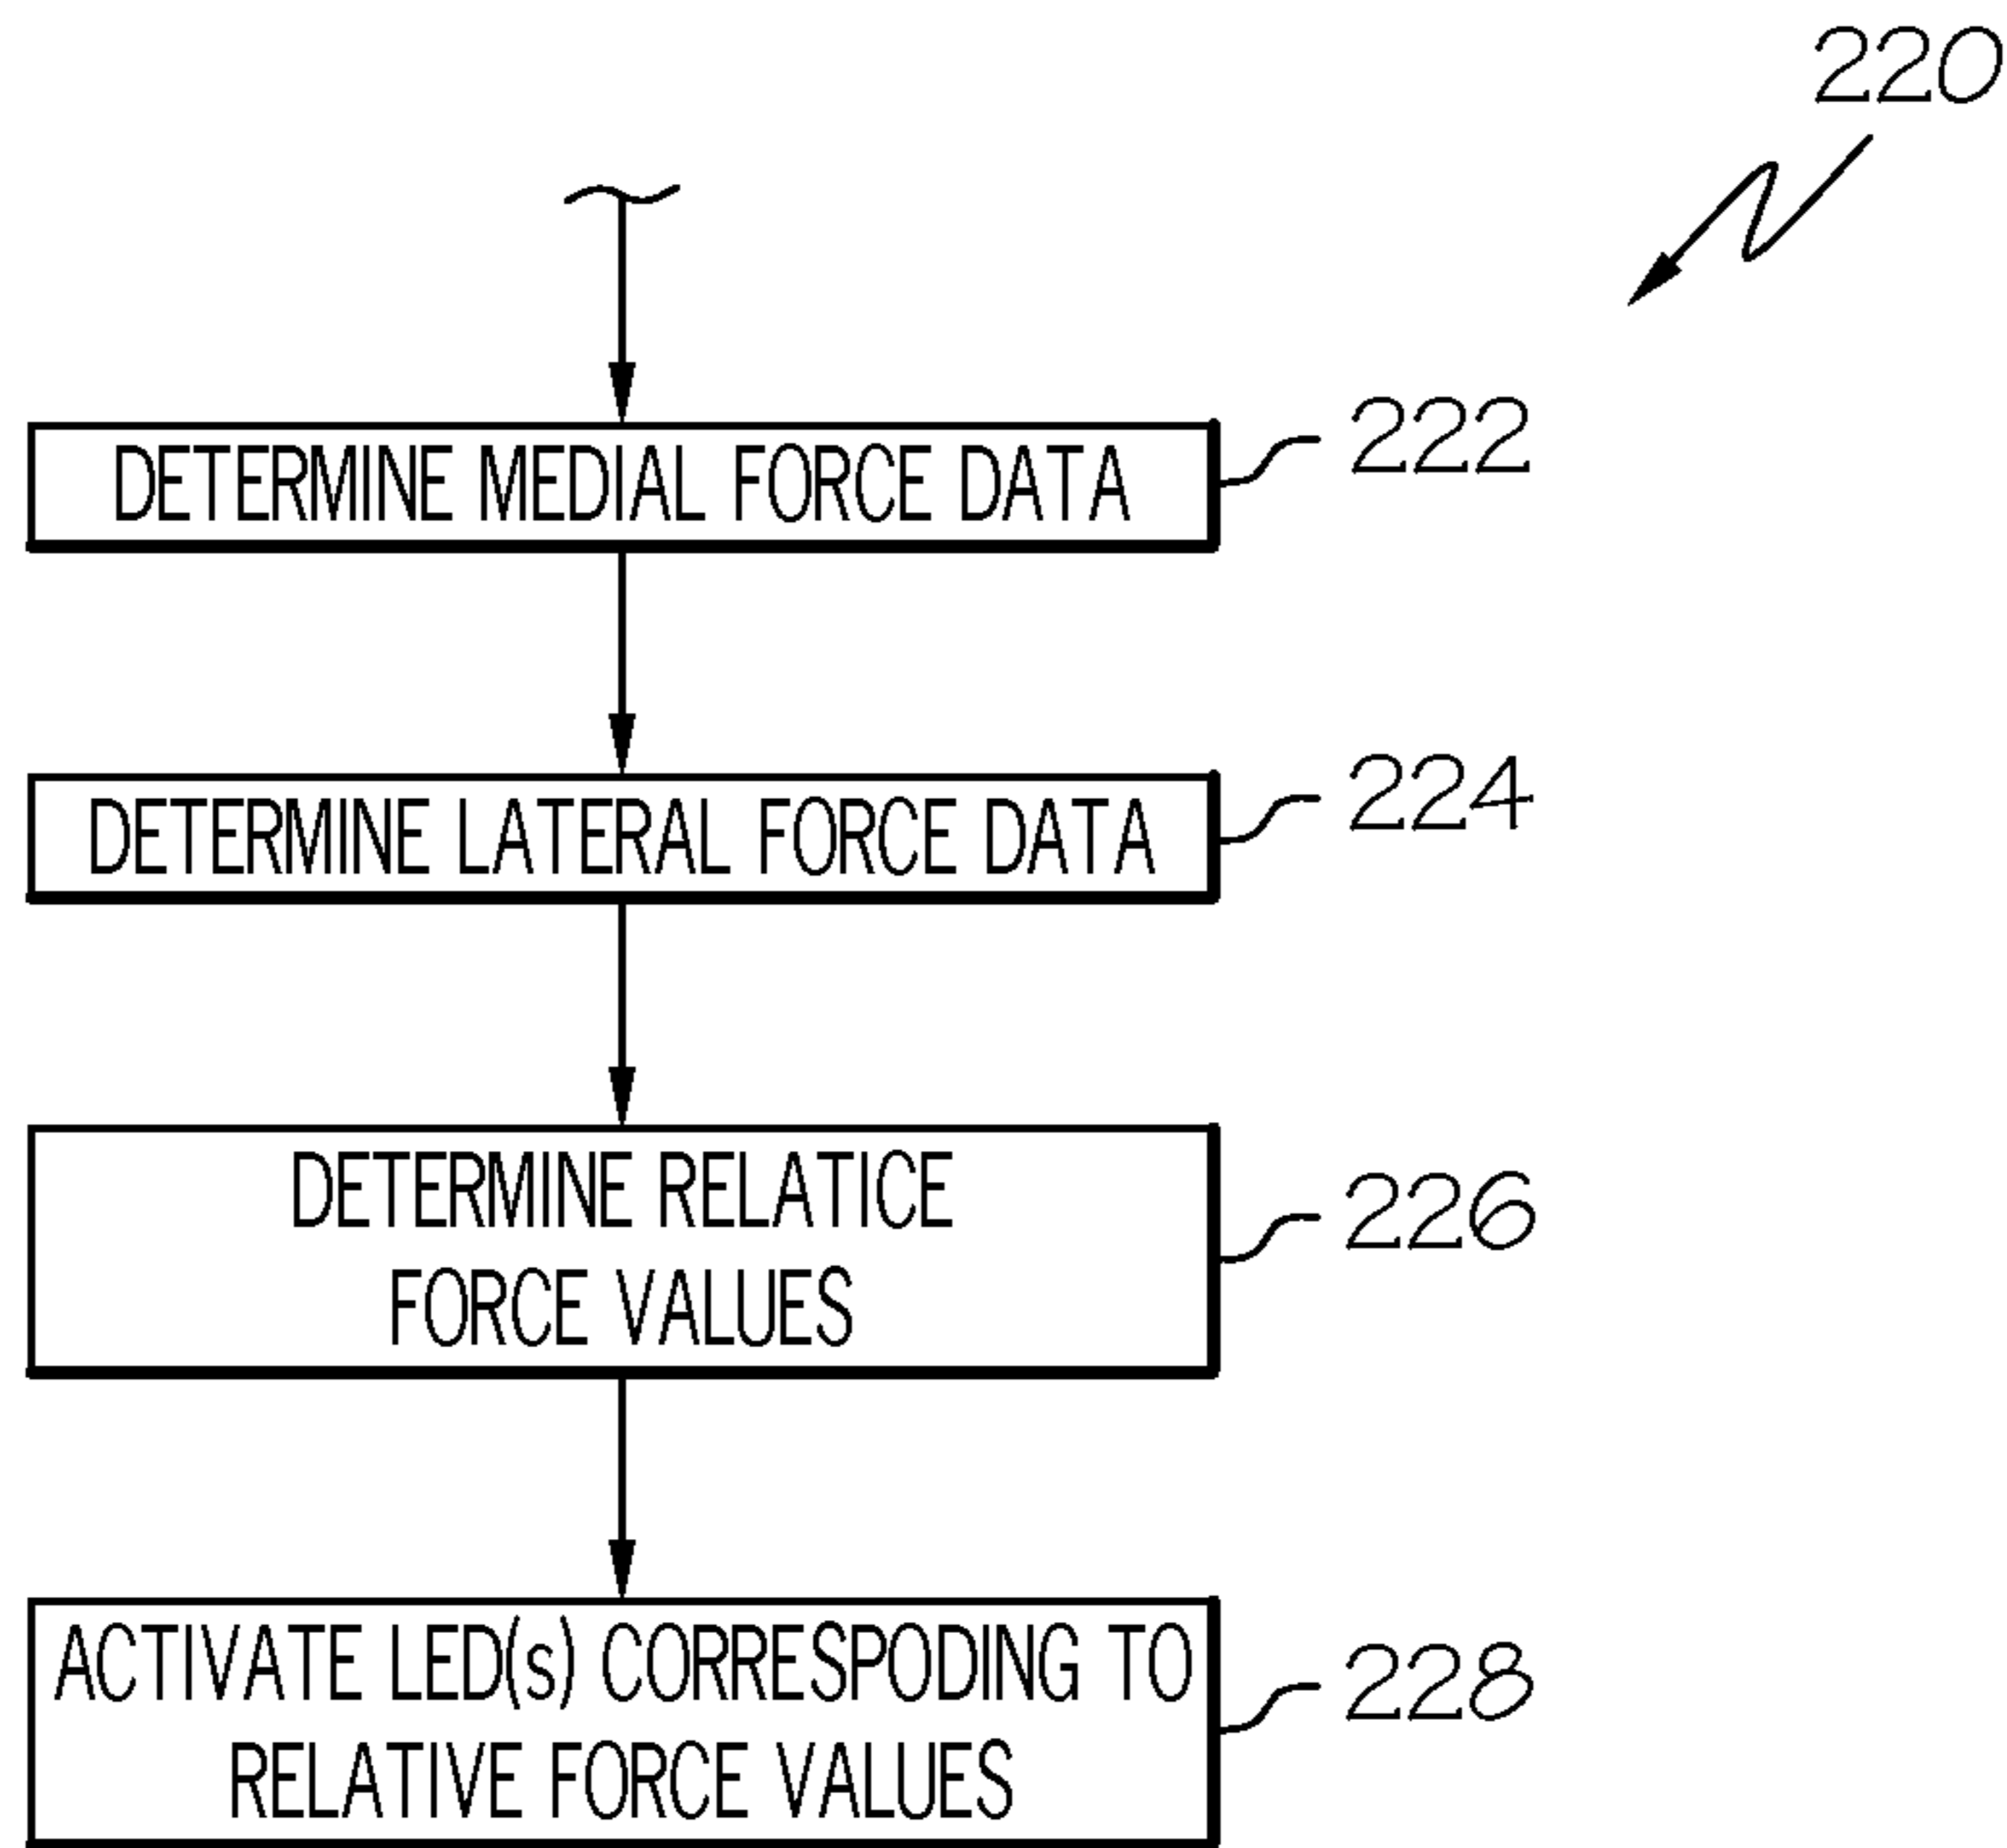 220
DETERMINE MEDIAL FORCE DATA
222
DETERMINE LATERAL FORCE DATA
224
DETERMINE RELATICE
FORCE VALUES
226
ACTIVATE LED(s) CORRESPODING TO
RELATIVE FORCE VALUES
228